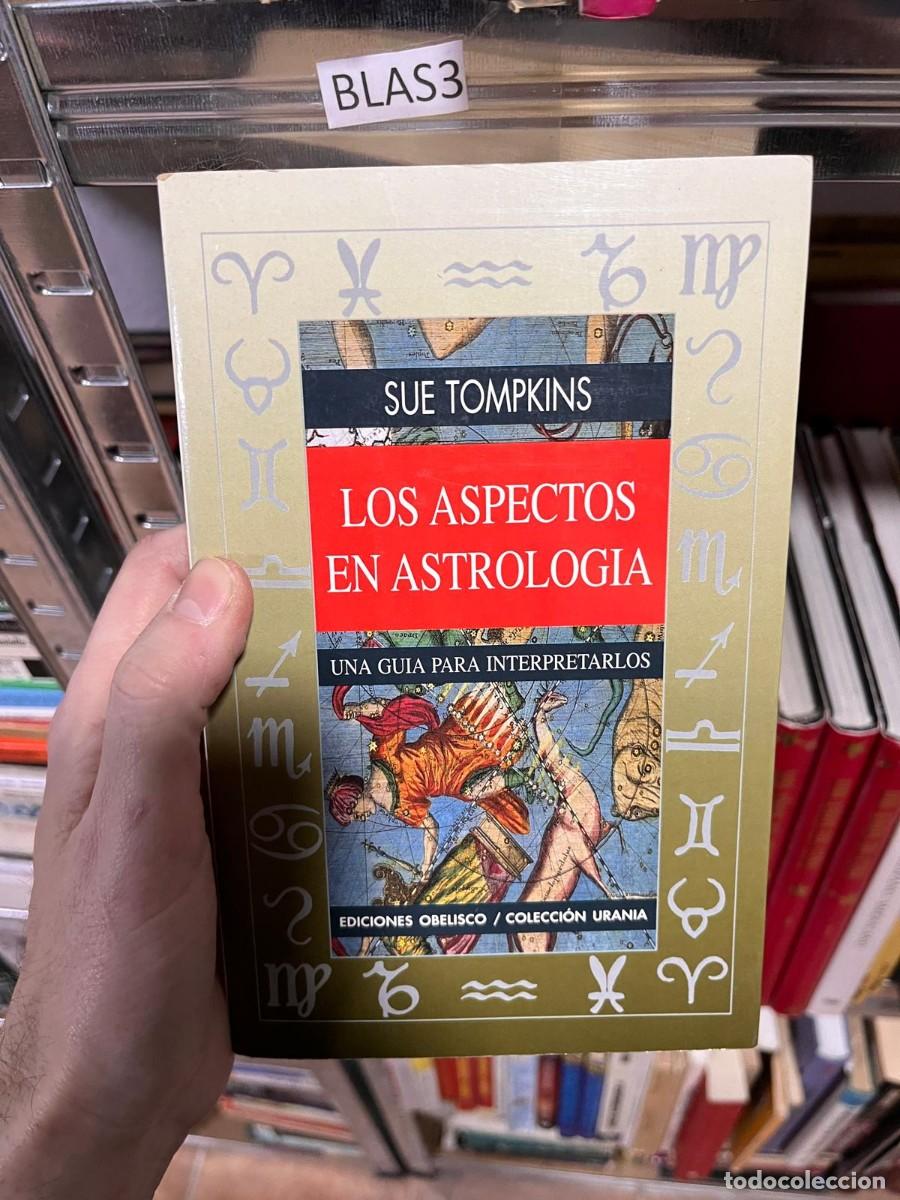 BLAS3
SUE TOMPKINS
LOS ASPECTOS
EN ASTROLOGIA
UNA GUIA PARA INTERPRETARLOS
EDICIONES OBELISCO / COLECCIÓN URANIA
todocoleccion